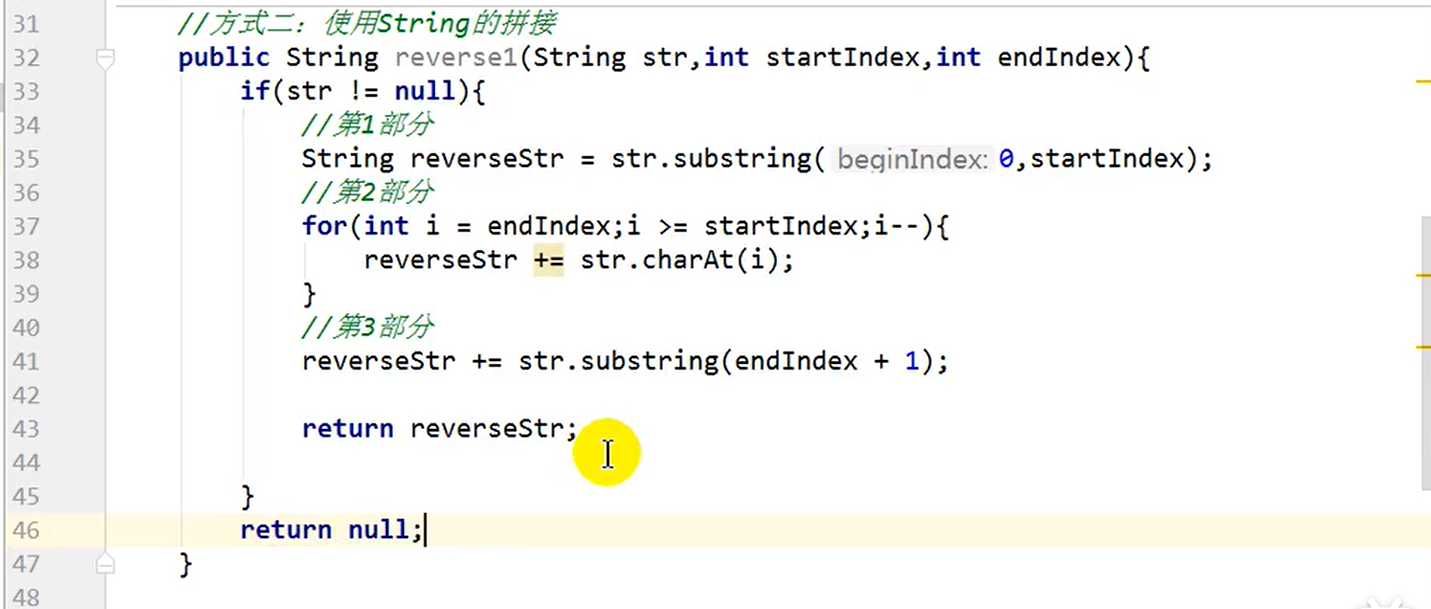 31 //方式二：使用String的拼接
32 public String reverse1(String str,int startIndex,int endIndex){
33 if(str != null){
34 //第1部分
35 String reverseStr = str.substring( beginIndex: 0,startIndex);
36 //第2部分
37 for(int i = endIndex;i >= startIndex;i--){
38 reverseStr += str.charAt(i);
39 }
40 //第3部分
41 reverseStr += str.substring(endIndex + 1);
42
43 return reverseStr;
44
45 }
46 return null;
47 }
48